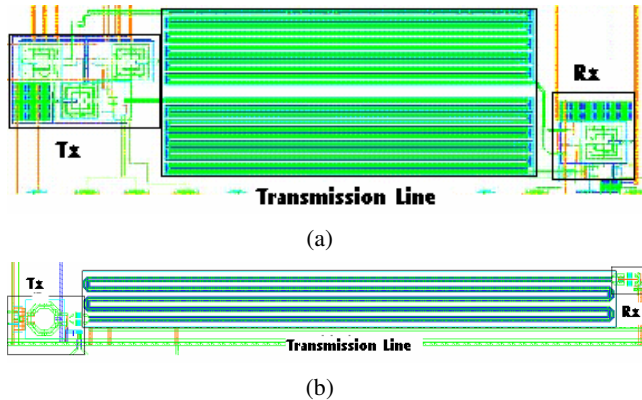 Rx
Tx
Transmission Line
(a)
Tx
Rx
Transmission Line
(b)